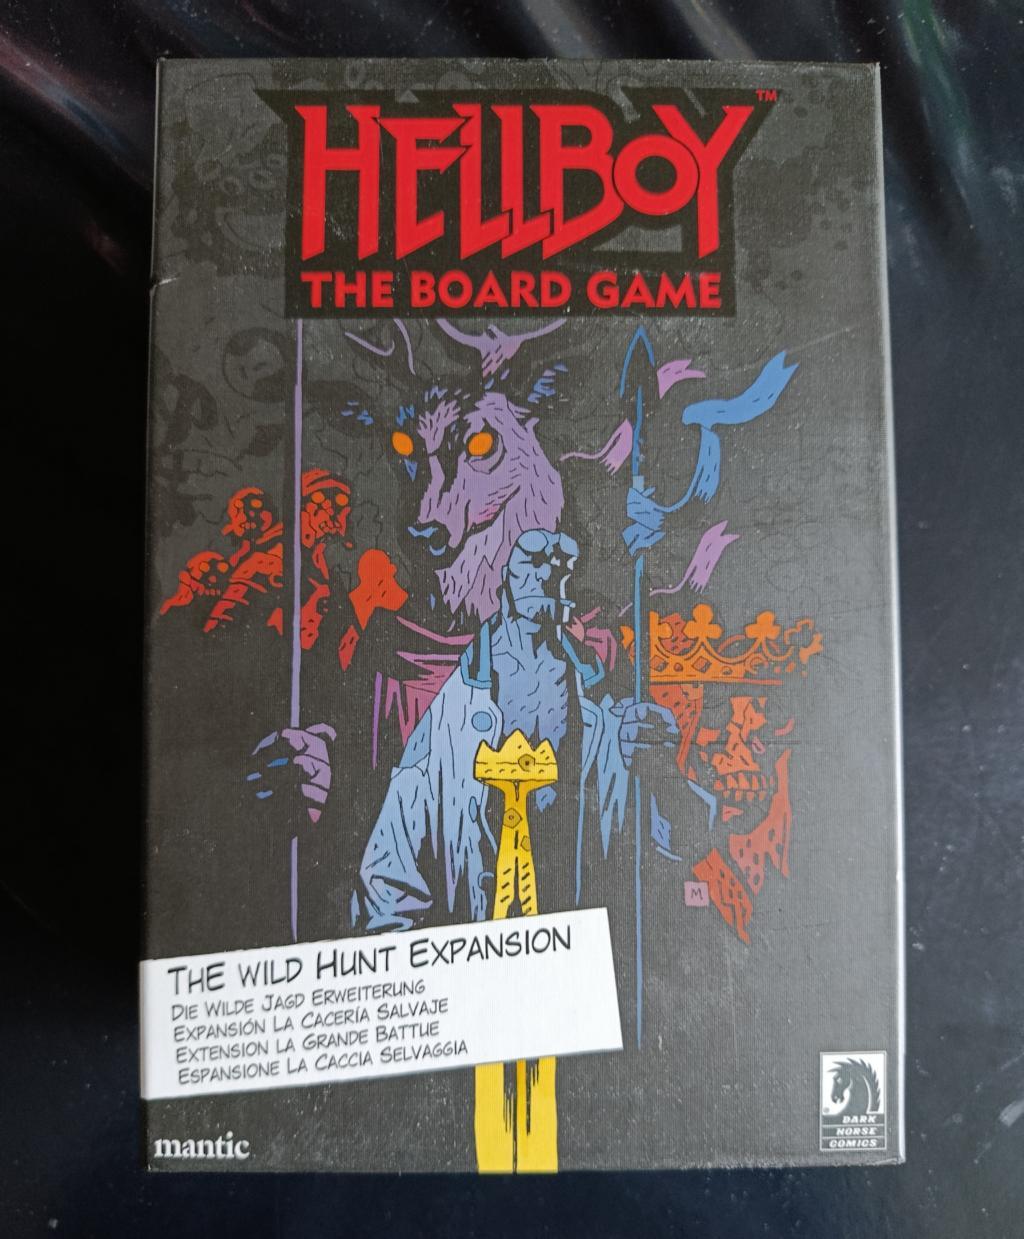 HELLBOY™
THE BOARD GAME
M
THE WILD HUNT EXPANSION
DIE WILDE JAGD ERWEITERUNG
EXPANSIÓN LA CACERÍA SALVAJE
EXTENSION LA GRANDE BATTUE
ESPANSIONE LA CACCIA SELVAGGIA
mantic
DARK
HORSE
COMICS